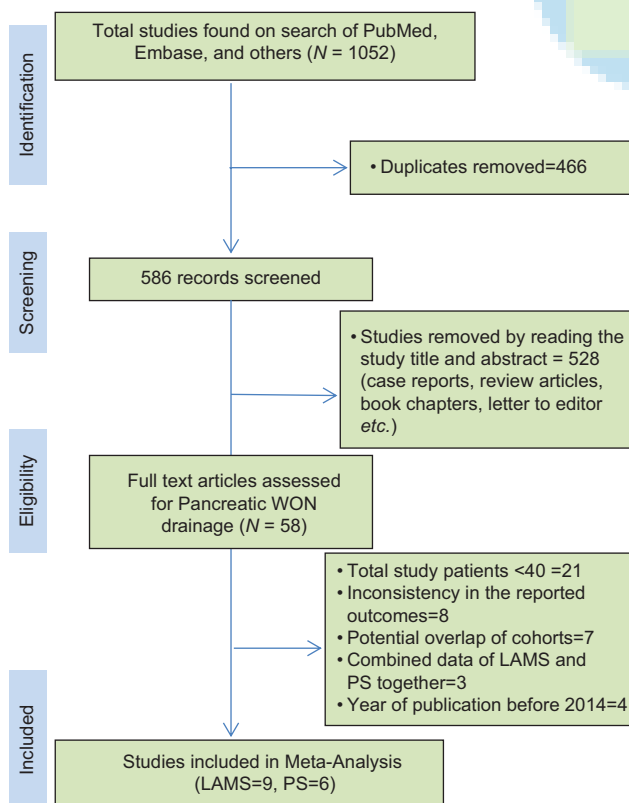 Identification
Total studies found on search of PubMed,
Embase, and others (N = 1052)
• Duplicates removed=466
Screening
586 records screened
• Studies removed by reading the
study title and abstract = 528
(case reports, review articles,
book chapters, letter to editor
etc.)
Eligibility
Full text articles assessed
for Pancreatic WON
drainage (N = 58)
• Total study patients <40 =21
• Inconsistency in the reported
outcomes=8
• Potential overlap of cohorts=7
• Combined data of LAMS and
PS together=3
• Year of publication before 2014=4
Included
Studies included in Meta-Analysis
(LAMS=9, PS=6)